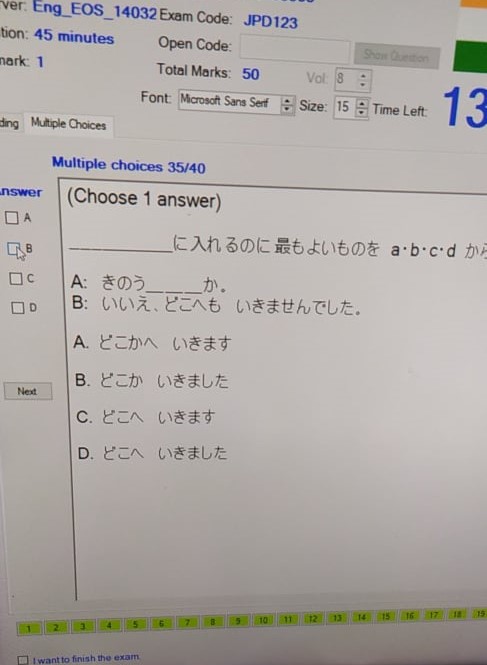 Eng_EOS_14032 Exam Code: JPD123
45 minutes Open Code: Show Question
1 Total Marks: 50 Vol: 8
Font: Microsoft Sans Serif Size: 15 Time Left: 13
Multiple Choices
Multiple choices 35/40
Answer
(Choose 1 answer)
A
B
C
D
Next
__________に入れるのに 最もよいものを a·b·c·d から
A: きのう______か。
B: いいえ、どこへも いきませんでした。
A. どこかへ いきます
B. どこか いきました
C. どこへ いきます
D. どこへ いきました
1 2 3 4 5 6 7 8 9 10 11 12 13 14 15 16 17 18 19
I want to finish the exam.